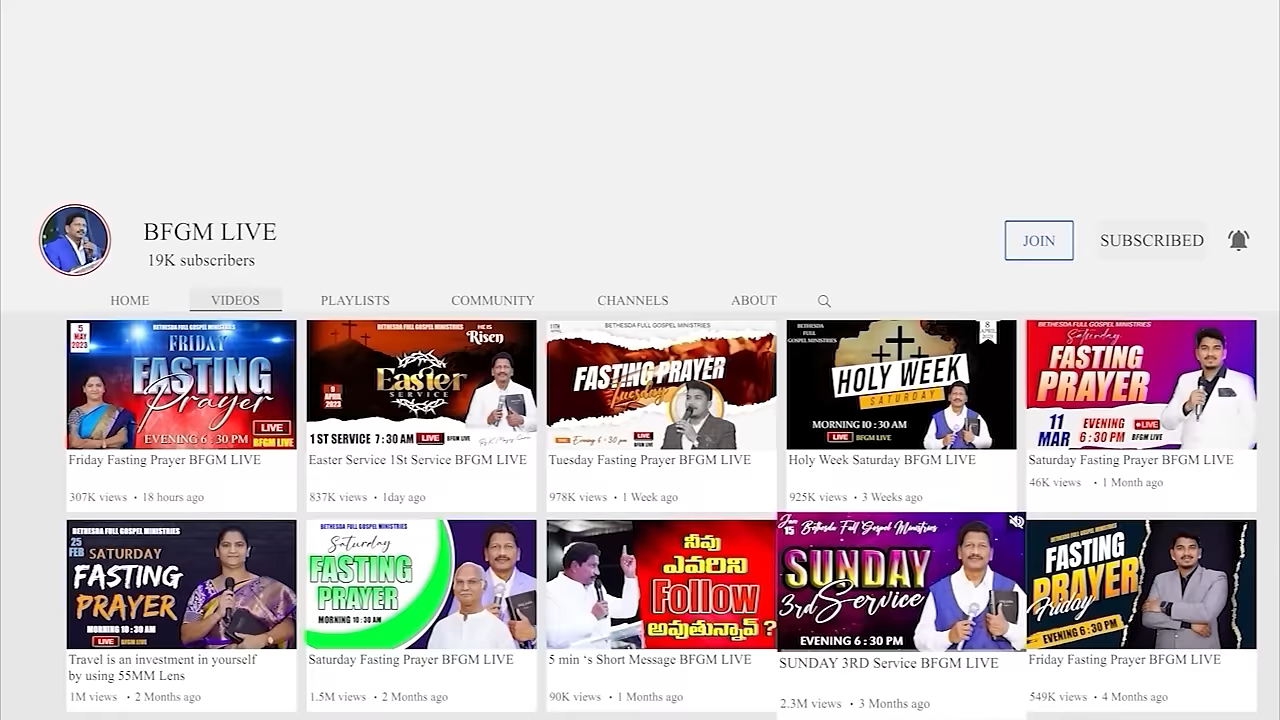 BFGM LIVE
19K subscribers
JOIN
SUBSCRIBED
HOME
VIDEOS
PLAYLISTS
COMMUNITY
CHANNELS
ABOUT
5
MAY
2023
BETHESDA FULL GOSPEL MINISTRIES
FRIDAY
FASTING
Prayer
LIVE
EVENING 6 . 30 PM
BFGM LIVE
Friday Fasting Prayer BFGM LIVE
307K views • 18 hours ago
BETHESDA FULL GOSPEL MINISTRIES
HE IS
Risen
Easter
SERVICE
9
APRIL
2023
1ST SERVICE 7 : 30 AM LIVE BFGM LIVE
Easter Service 1St Service BFGM LIVE
837K views • 1day ago
11TH
APRIL
BETHESDA FULL GOSPEL MINISTRIES
FASTING PRAYER
Tuesday
Evening 6 : 30 pm
LIVE
BFGM LIVE
Tuesday Fasting Prayer BFGM LIVE
978K views • 1 Week ago
BETHESDA
FULL
GOSPEL MINISTRIES
8
APRIL
2023
HOLY WEEK
SATURDAY
MORNING 10 : 30 AM
LIVE BFGM LIVE
Holy Week Saturday BFGM LIVE
925K views • 3 Weeks ago
BETHESDA FULL GOSPEL MINISTRIES
Saturday
FASTING
PRAYER
11
MAR
EVENING
6 : 30 PM
LIVE
BFGM LIVE
Saturday Fasting Prayer BFGM LIVE
46K views • 1 Month ago
BETHESDA FULL GOSPEL MINISTRIES
25
FEB
SATURDAY
FASTING
PRAYER
MORNING 10 : 30 AM
LIVE BFGM LIVE
Travel is an investment in yourself
by using 55MM Lens
1M views • 2 Months ago
BETHESDA FULL GOSPEL MINISTRIES
Saturday
FASTING
PRAYER
MORNING 10 : 30 AM
Saturday Fasting Prayer BFGM LIVE
1.5M views • 2 Months ago
నీవు
ఎవరిని
Follow
అవుతున్నావ్ ?
5 min ‘s Short Message BFGM LIVE
90K views • 1 Months ago
Jan
15
Bethesda Full Gospel Ministries
SUNDAY
3rd Service
EVENING 6 : 30 PM
SUNDAY 3RD Service BFGM LIVE
2.3M views • 3 Months ago
BETHESDA FULL GOSPEL MINISTRIES
FASTING
PRAYER
Friday
EVENING 6 : 30 PM
Friday Fasting Prayer BFGM LIVE
549K views • 4 Months ago